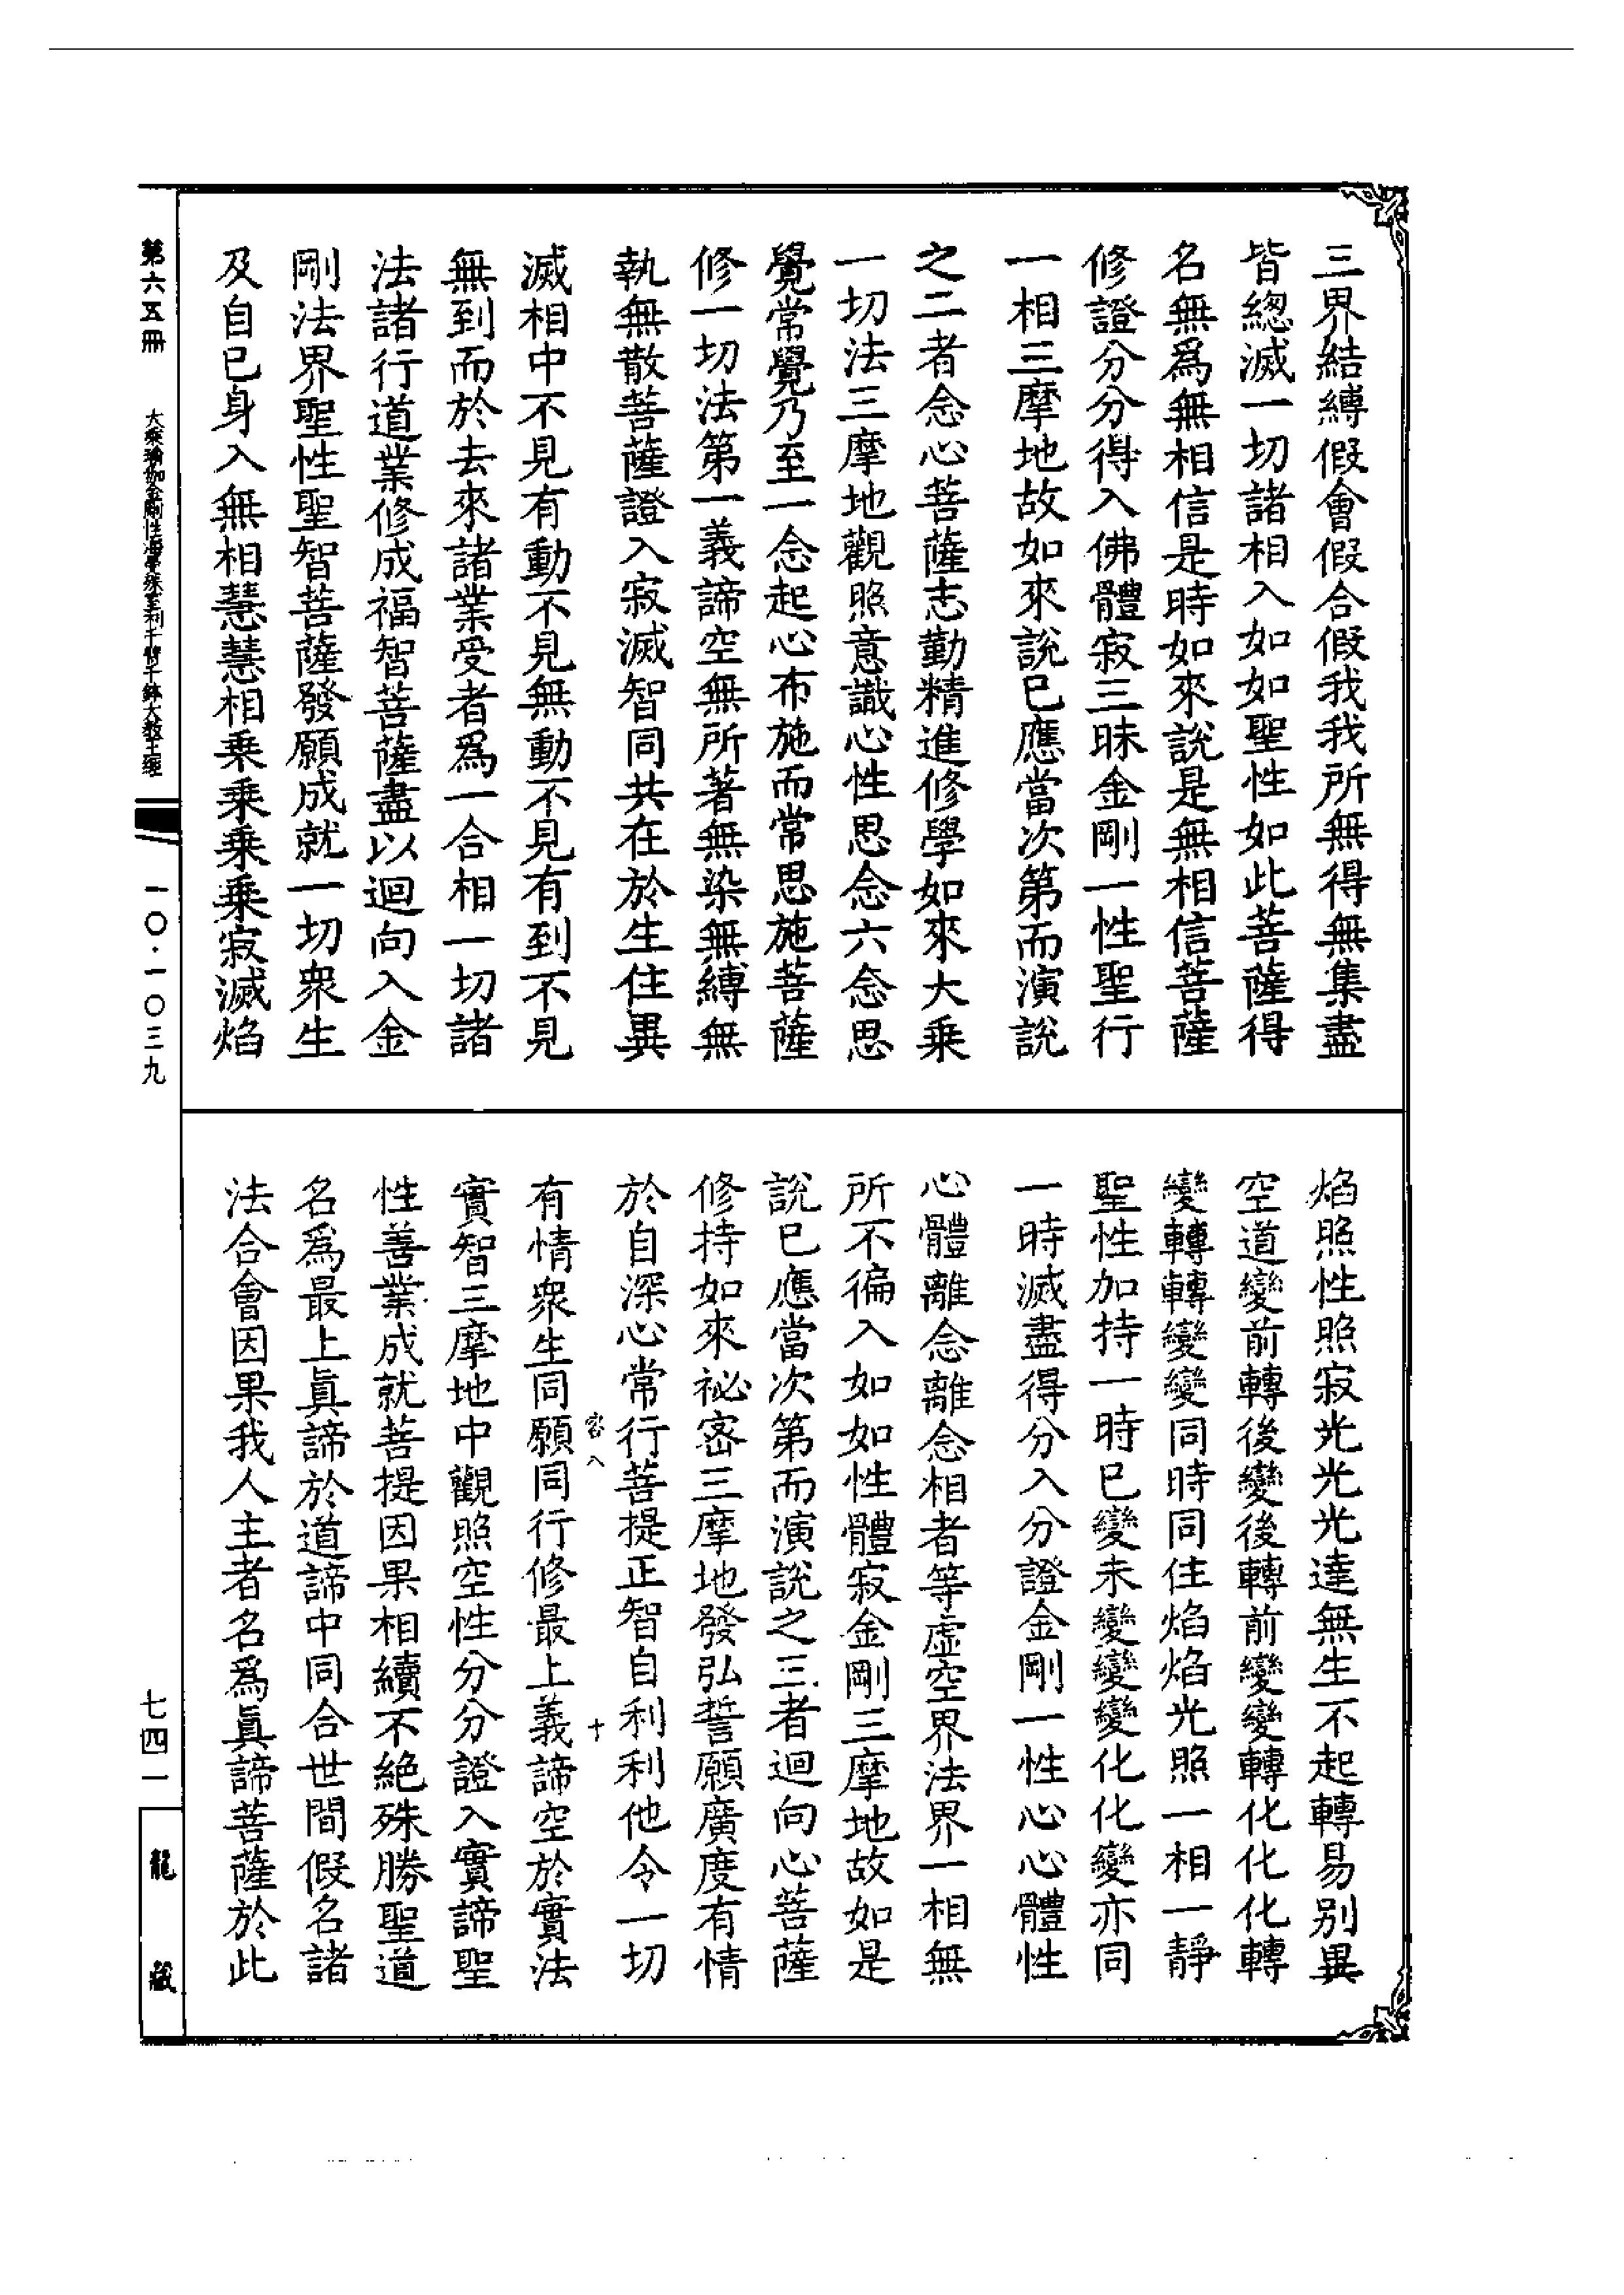 三界結縛假會假合假我我所無得無集盡
皆緫滅一切諸相入如如聖性如此菩薩得
名無爲無相信是時如來說是無相信菩薩
修證分分得入佛體寂三昧金剛一性聖行
一相三摩地故如來說已應當次第而演說
之二者念心菩薩志勤精進修學如來大乗
一切法三摩地觀照意識心性思念六念思
覺常覺乃至一念起心布施而常思施菩薩
修一切法第一義諦空無所著無染無縛無
執無散菩薩證入寂滅智同共在於生住異
滅相中不見有動不見無動不見有到不見
無到而於去來諸業受者爲一合相一切諸
法諸行道業修成福智菩薩盡以迴向入金
剛法界聖性聖智菩薩發願成就一切衆生
及自已身入無相慧慧相乗乗乗乗寂滅焰
焰照性照寂光光光達無生不起轉易别異
空道變前轉後變後轉前變變轉化化化轉
變轉轉變變同時同住焰焰光照一相一靜
聖性加持一時已變未變變變化化變亦同
一時滅盡得分入分證金剛一性心心體性
心體離念離念相者等虛空界法界一相無
所不徧入如如性體寂金剛三摩地故如是
說已應當次第而演說之三者迴向心菩薩
修持如來祕密三摩地發弘誓願廣度有情
於自深心常行菩提正智自利利他令一切
密八 十
有情衆生同願同行修最上義諦空於實法
實智三摩地中觀照空性分分證入實諦聖
性善業成就菩提因果相續不絶殊勝聖道
名爲最上眞諦於道諦中同合世間假名諸
法合會因果我人主者名爲眞諦菩薩於此
第六五冊 大乘瑜伽金剛性海曼殊室利千臂千鉢大教王經 一〇·一〇三九 七四一 龍藏